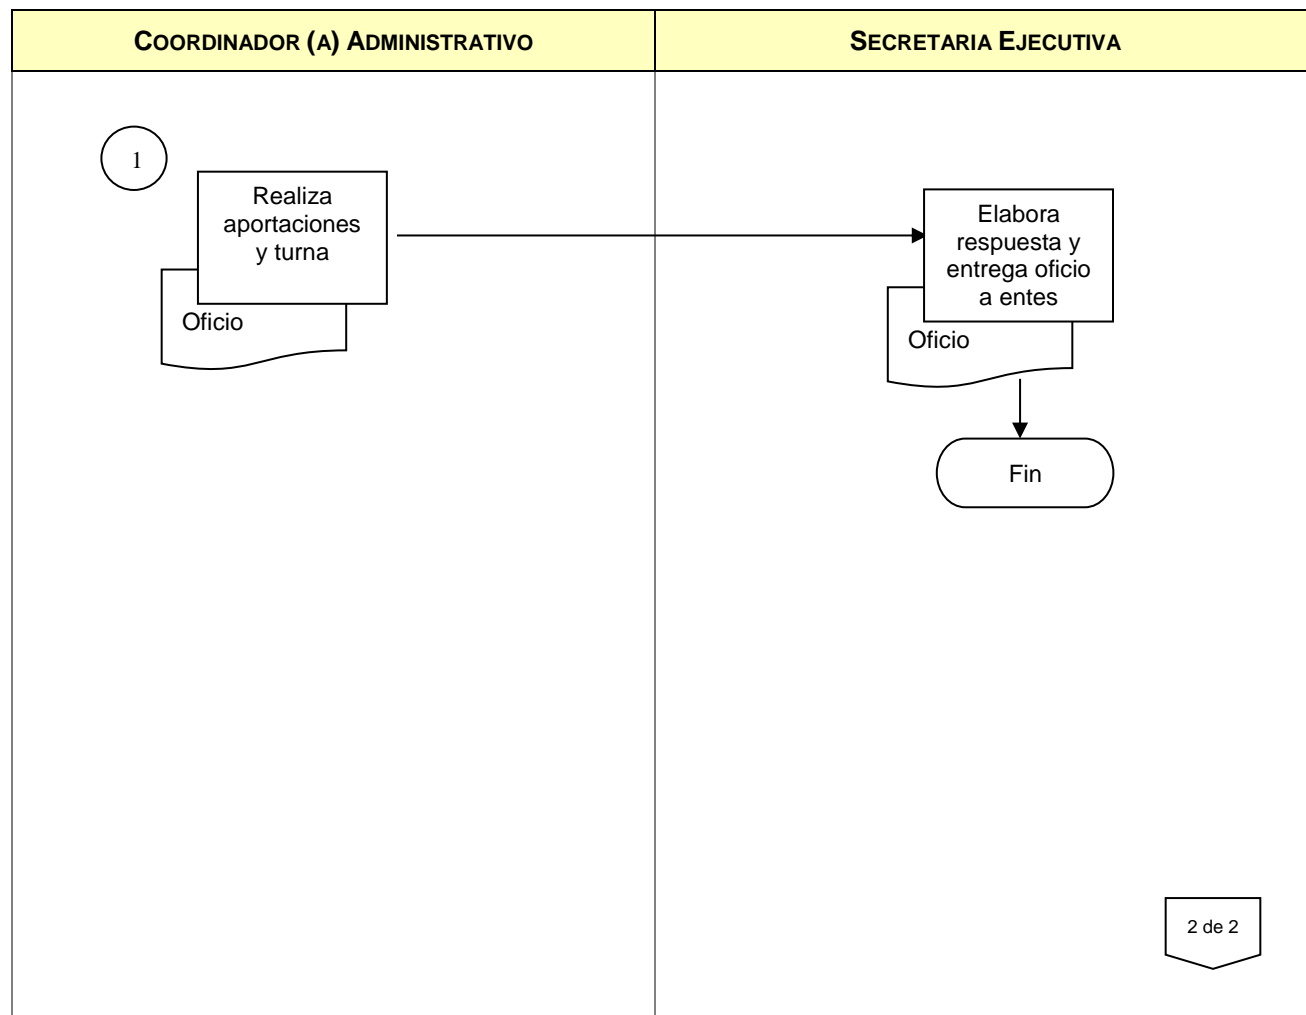 COORDINADOR (A) ADMINISTRATIVO
SECRETARIA EJECUTIVA
1
Realiza
aportaciones
y turna
Oficio
Elabora
respuesta y
entrega oficio
a entes
Oficio
Fin
2 de 2